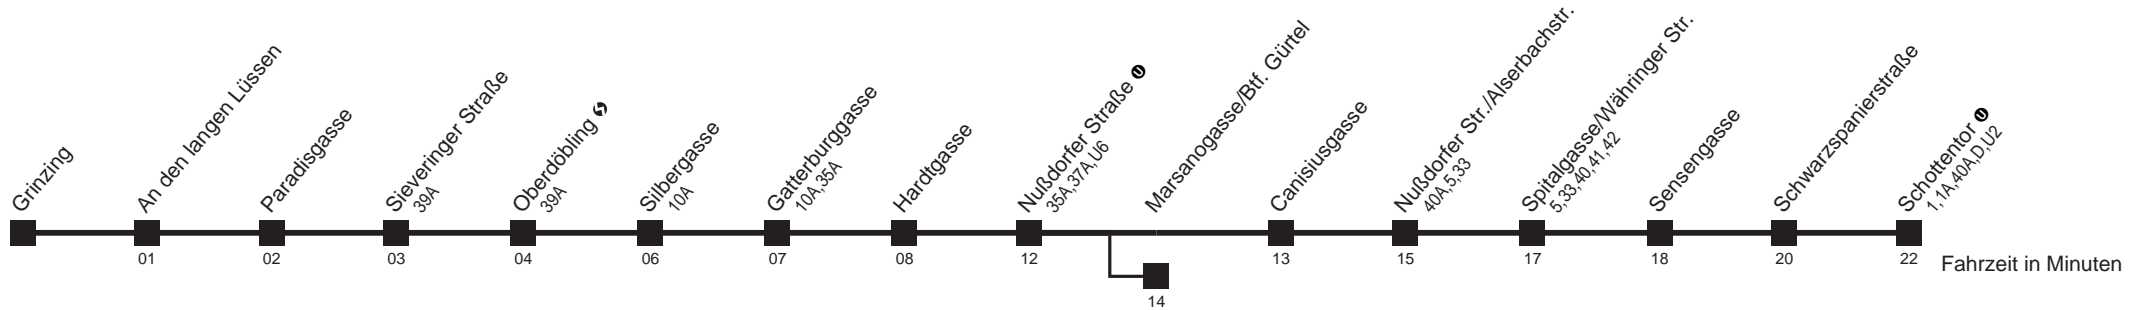 Grinzing
An den langen Lüssen
01
Paradisgasse
02
Sieveringer Straße
39A
03
Oberdöbling
39A
04
Silbergasse
10A
06
Gatterburggasse
10A,35A
07
Hardtgasse
08
Nußdorfer Straße U
35A,37A,U6
12
Marsanogasse/Btf. Gürtel
14
Canisiusgasse
13
Nußdorfer Str./Alserbachstr.
40A,5,33
15
Spitalgasse/Währinger Str.
5,33,40,41,42
17
Sensengasse
18
Schwarzspanierstraße
20
Schottentor U
1,1A,40A,D,U2
22
Fahrzeit in Minuten